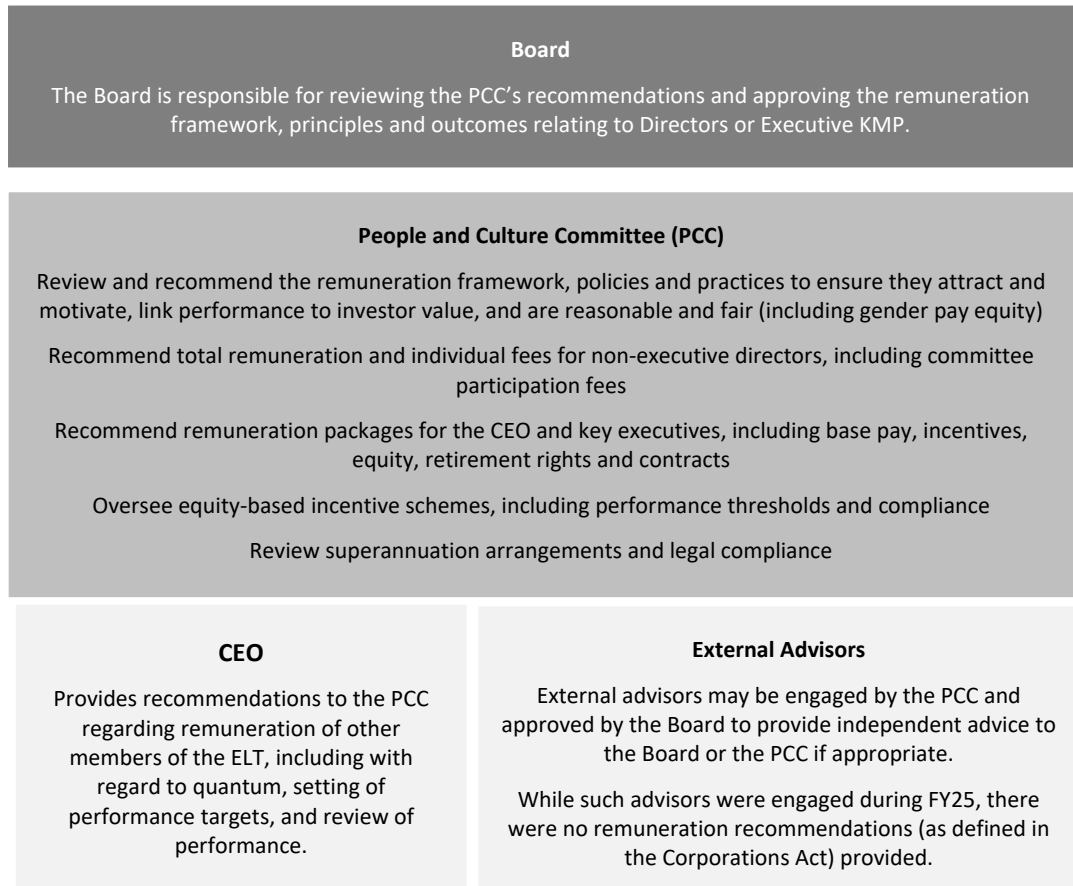 Board
The Board is responsible for reviewing the PCC’s recommendations and approving the remuneration
framework, principles and outcomes relating to Directors or Executive KMP.
People and Culture Committee (PCC)
Review and recommend the remuneration framework, policies and practices to ensure they attract and
motivate, link performance to investor value, and are reasonable and fair (including gender pay equity)
Recommend total remuneration and individual fees for non-executive directors, including committee
participation fees
Recommend remuneration packages for the CEO and key executives, including base pay, incentives,
equity, retirement rights and contracts
Oversee equity-based incentive schemes, including performance thresholds and compliance
Review superannuation arrangements and legal compliance
CEO
Provides recommendations to the PCC
regarding remuneration of other
members of the ELT, including with
regard to quantum, setting of
performance targets, and review of
performance.
External Advisors
External advisors may be engaged by the PCC and
approved by the Board to provide independent advice to
the Board or the PCC if appropriate.
While such advisors were engaged during FY25, there
were no remuneration recommendations (as defined in
the Corporations Act) provided.